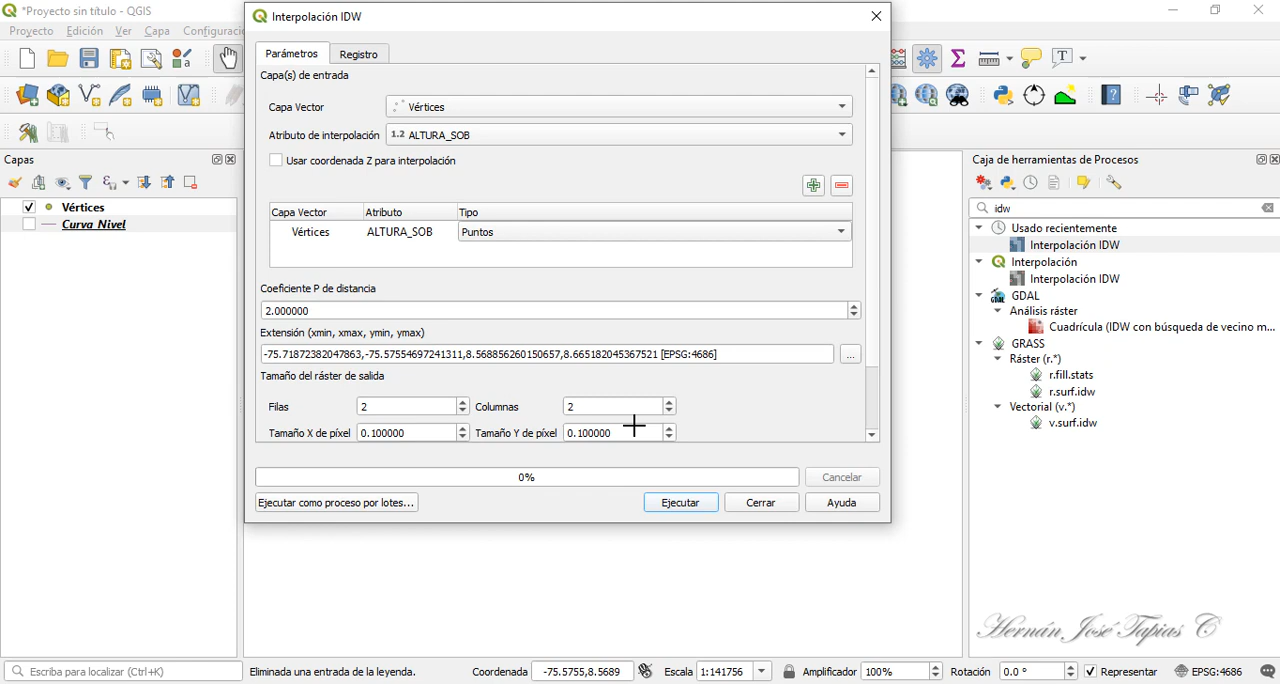 *Proyecto sin título - QGIS
Proyecto Edición Ver Capa Configuraci
Interpolación IDW
Parámetros Registro
Capa(s) de entrada
Capa Vector Vértices
Atributo de interpolación 1.2 ALTURA_SOB
Usar coordenada Z para interpolación
Capa Vector Atributo Tipo
Vértices ALTURA_SOB Puntos
Coeficiente P de distancia
2.000000
Extensión (xmin, xmax, ymin, ymax)
-75.71872382047863,-75.57554697241311,8.568856260150657,8.665182045367521 [EPSG:4686]
...
Tamaño del ráster de salida
Filas 2 Columnas 2
Tamaño X de píxel 0.100000 Tamaño Y de píxel 0.100000
0% Cancelar
Ejecutar como proceso por lotes... Ejecutar Cerrar Ayuda
Capas
Vértices
Curva_Nivel
Caja de herramientas de Procesos
idw
Usado recientemente
Interpolación IDW
Interpolación
Interpolación IDW
GDAL
Análisis ráster
Cuadrícula (IDW con búsqueda de vecino m...
GRASS
Ráster (r.*)
r.fill.stats
r.surf.idw
Vectorial (v.*)
v.surf.idw
Hernán José Tapias C
Escriba para localizar (Ctrl+K) Eliminada una entrada de la leyenda. Coordenada -75.5755,8.5689 Escala 1:141756 Amplificador 100% Rotación 0.0 ° Representar EPSG:4686